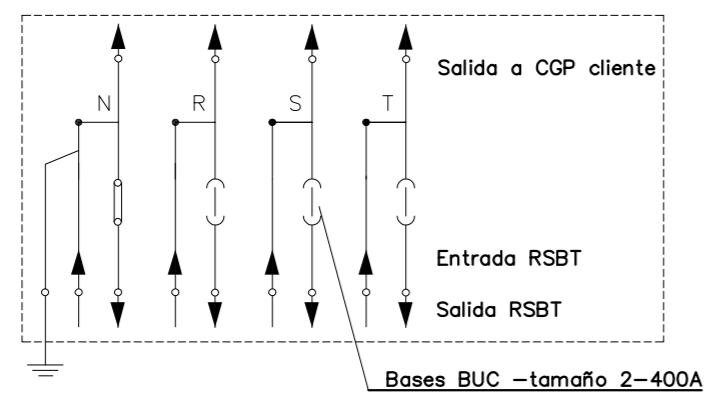 Salida a CGP cliente
N R S T
Entrada RSBT
Salida RSBT
Bases BUC –tamaño 2–400A